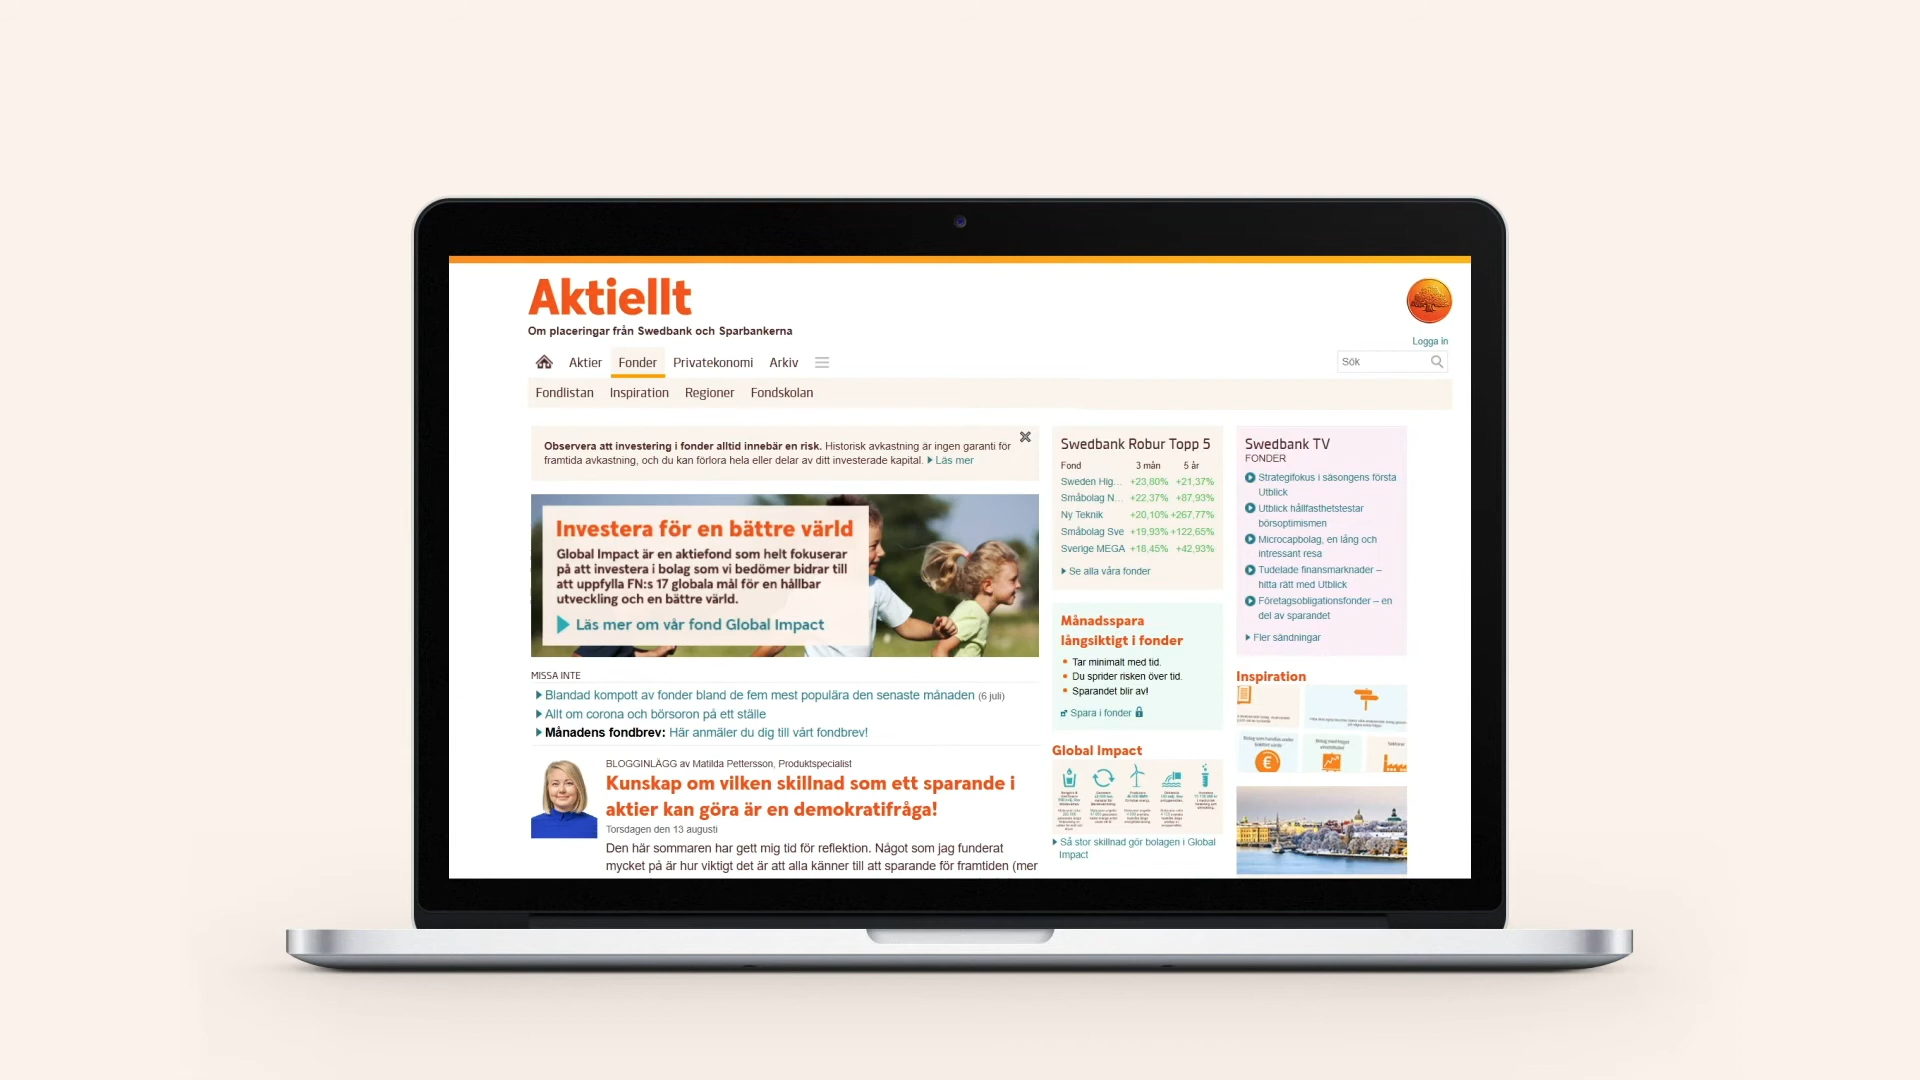 Aktiellt
Om placeringar från Swedbank och Sparbankerna
Logga in
Aktier Fonder Privatekonomi Arkiv
Sök
Fondlistan Inspiration Regioner Fondskolan
Observera att investering i fonder alltid innebär en risk. Historisk avkastning är ingen garanti för
framtida avkastning, och du kan förlora hela eller delar av ditt investerade kapital. Läs mer
Investera för en bättre värld
Global Impact är en aktiefond som helt fokuserar
på att investera i bolag som vi bedömer bidrar till
att uppfylla FN:s 17 globala mål för en hållbar
utveckling och en bättre värld.
Läs mer om vår fond Global Impact
MISSA INTE
Blandad kompott av fonder bland de fem mest populära den senaste månaden (6 juli)
Allt om corona och börsoron på ett ställe
Månadens fondbrev: Här anmäler du dig till vårt fondbrev!
BLOGGINLÄGG av Matilda Pettersson, Produktspecialist
Kunskap om vilken skillnad som ett sparande i
aktier kan göra är en demokratifråga!
Torsdagen den 13 augusti
Den här sommaren har gett mig tid för reflektion. Något som jag funderat
mycket på är hur viktigt det är att alla känner till att sparande för framtiden (mer
Swedbank Robur Topp 5
Fond 3 mån 5 år
Sweden Hig... +23,80% +21,37%
Småbolag N... +22,37% +87,93%
Ny Teknik +20,10% +267,77%
Småbolag Sve +19,93% +122,65%
Sverige MEGA +18,45% +42,93%
Se alla våra fonder
Månadsspara
långsiktigt i fonder
Tar minimalt med tid.
Du sprider risken över tid.
Sparandet blir av!
Spara i fonder
Global Impact
Så stor skillnad gör bolagen i Global
Impact
Swedbank TV
FONDER
Strategifokus i säsongens första
Utblick
Utblick hållfasthetstestar
börsoptimismen
Microcapbolag, en lång och
intressant resa
Tudelade finansmarknader –
hitta rätt med Utblick
Företagsobligationsfonder – en
del av sparandet
Fler sändningar
Inspiration